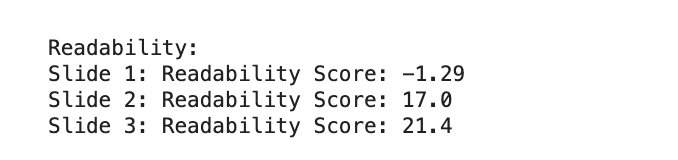 Readability:
Slide 1: Readability Score: -1.29
Slide 2: Readability Score: 17.0
Slide 3: Readability Score: 21.4